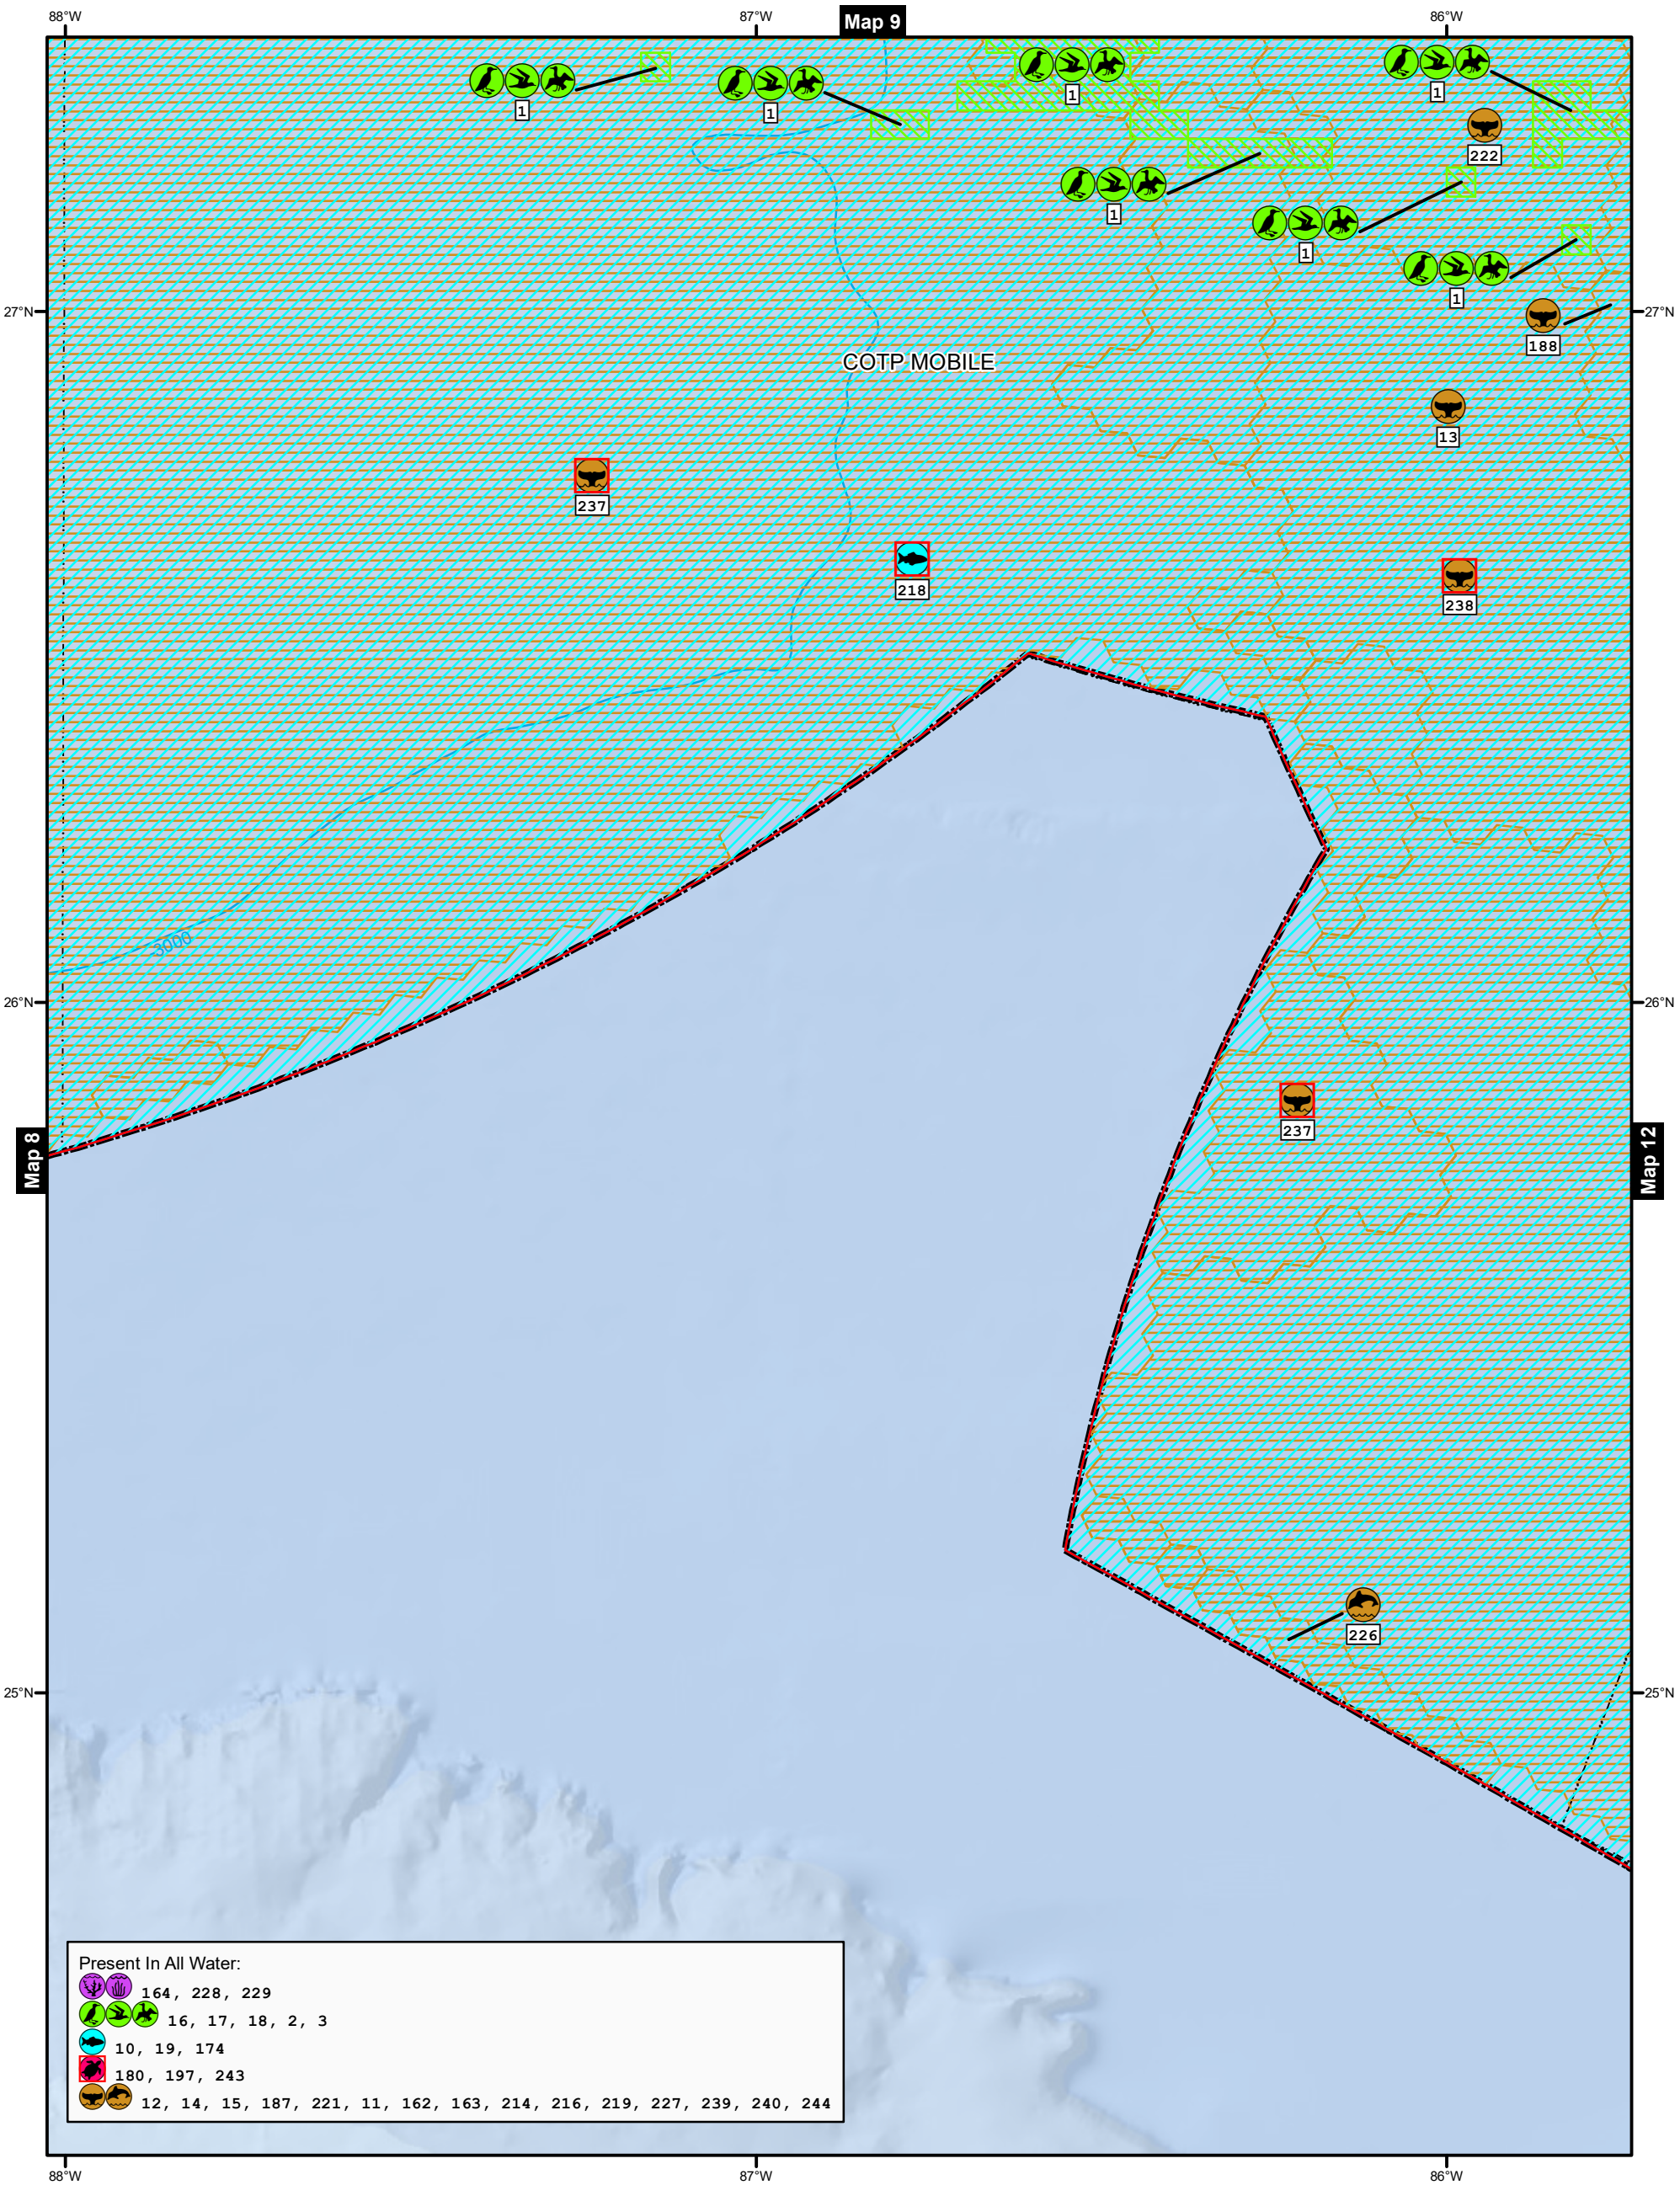 88°W
87°W
Map 9
86°W
1
1
1
1
222
1
1
1
27°N
27°N
188
COTP MOBILE
13
237
218
238
3000
26°N
26°N
237
Map 8
Map 12
226
25°N
25°N
Present In All Water:
164, 228, 229
16, 17, 18, 2, 3
10, 19, 174
180, 197, 243
12, 14, 15, 187, 221, 11, 162, 163, 214, 216, 219, 227, 239, 240, 244
88°W
87°W
86°W